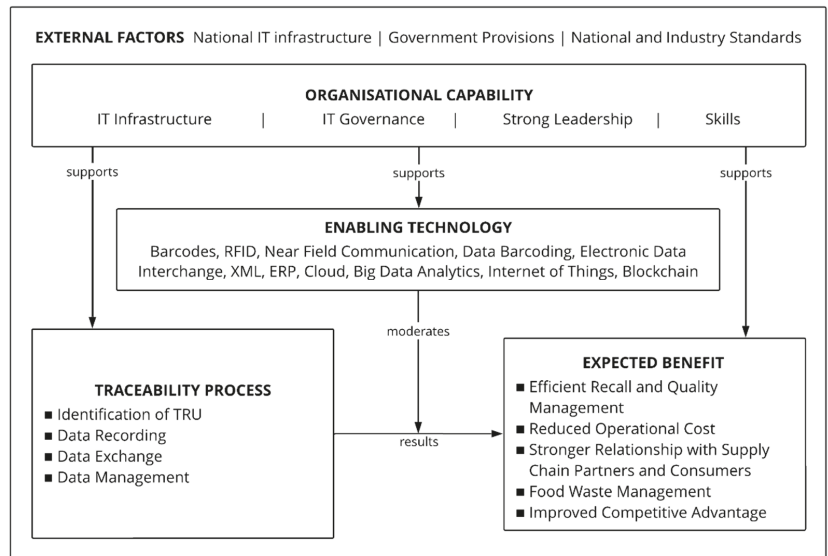 EXTERNAL FACTORS National IT infrastructure | Government Provisions | National and Industry Standards
ORGANISATIONAL CAPABILITY
IT Infrastructure | IT Governance | Strong Leadership | Skills
supports
supports
supports
ENABLING TECHNOLOGY
Barcodes, RFID, Near Field Communication, Data Barcoding, Electronic Data
Interchange, XML, ERP, Cloud, Big Data Analytics, Internet of Things, Blockchain
moderates
TRACEABILITY PROCESS
■ Identification of TRU
■ Data Recording
■ Data Exchange
■ Data Management
results
EXPECTED BENEFIT
■ Efficient Recall and Quality
Management
■ Reduced Operational Cost
■ Stronger Relationship with Supply
Chain Partners and Consumers
■ Food Waste Management
■ Improved Competitive Advantage